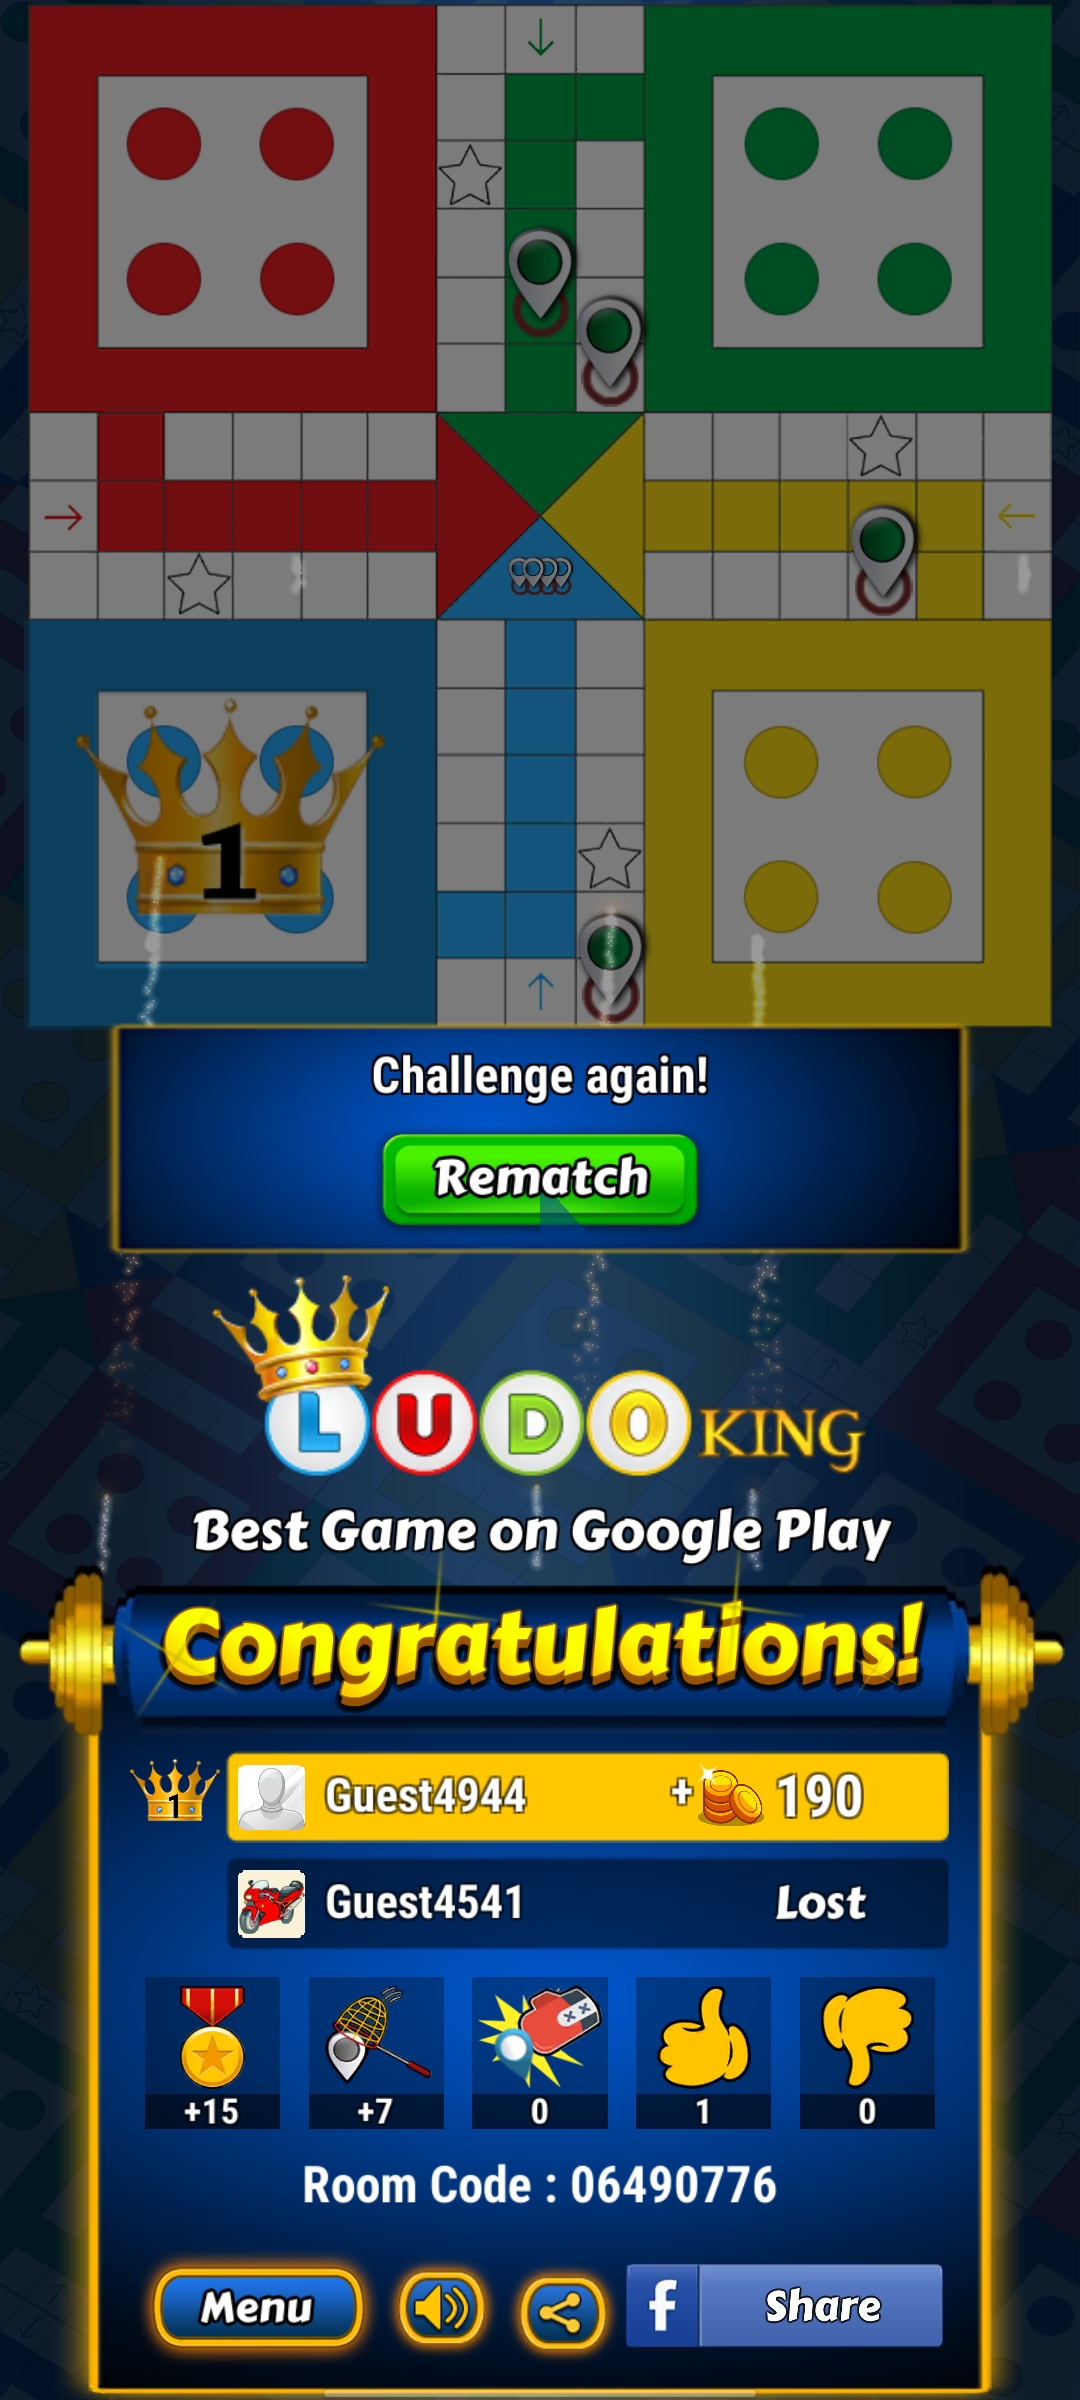 1
Challenge again!
Rematch
LUDO KING
Best Game on Google Play
Congratulations!
1 Guest4944 + 190
Guest4541 Lost
+15 +7 0 1 0
Room Code : 06490776
Menu f Share